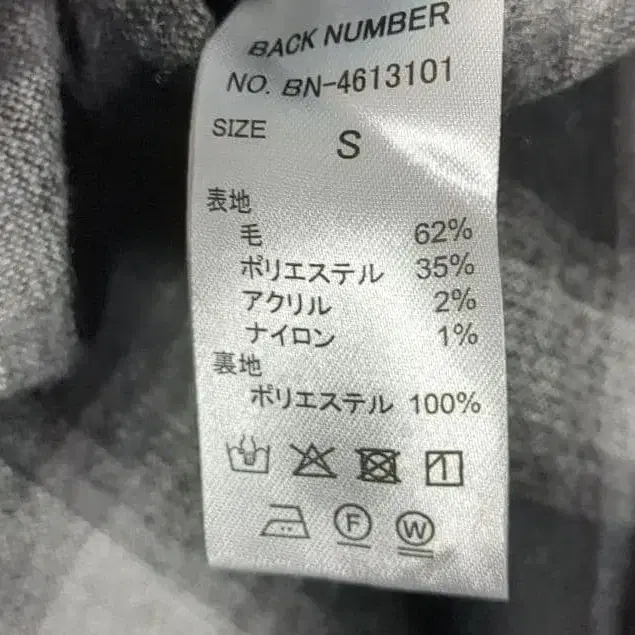 BACK NUMBER
NO. BN-4613101
SIZE S
表地
毛 62%
ポリエステル 35%
アクリル 2%
ナイロン 1%
裏地
ポリエステル 100%
F W